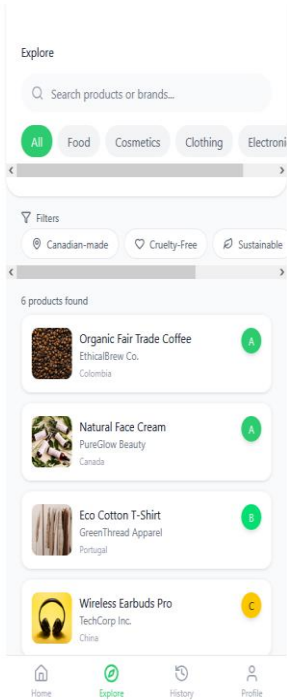 Explore
Search products or brands...
All Food Cosmetics Clothing Electroni
Filters
Canadian-made Cruelty-Free Sustainable
6 products found
Organic Fair Trade Coffee
A
EthicalBrew Co.
Colombia
Natural Face Cream
A
PureGlow Beauty
Canada
Eco Cotton T-Shirt
B
GreenThread Apparel
Portugal
Wireless Earbuds Pro
C
TechCorp Inc.
China
Home Explore History Profile